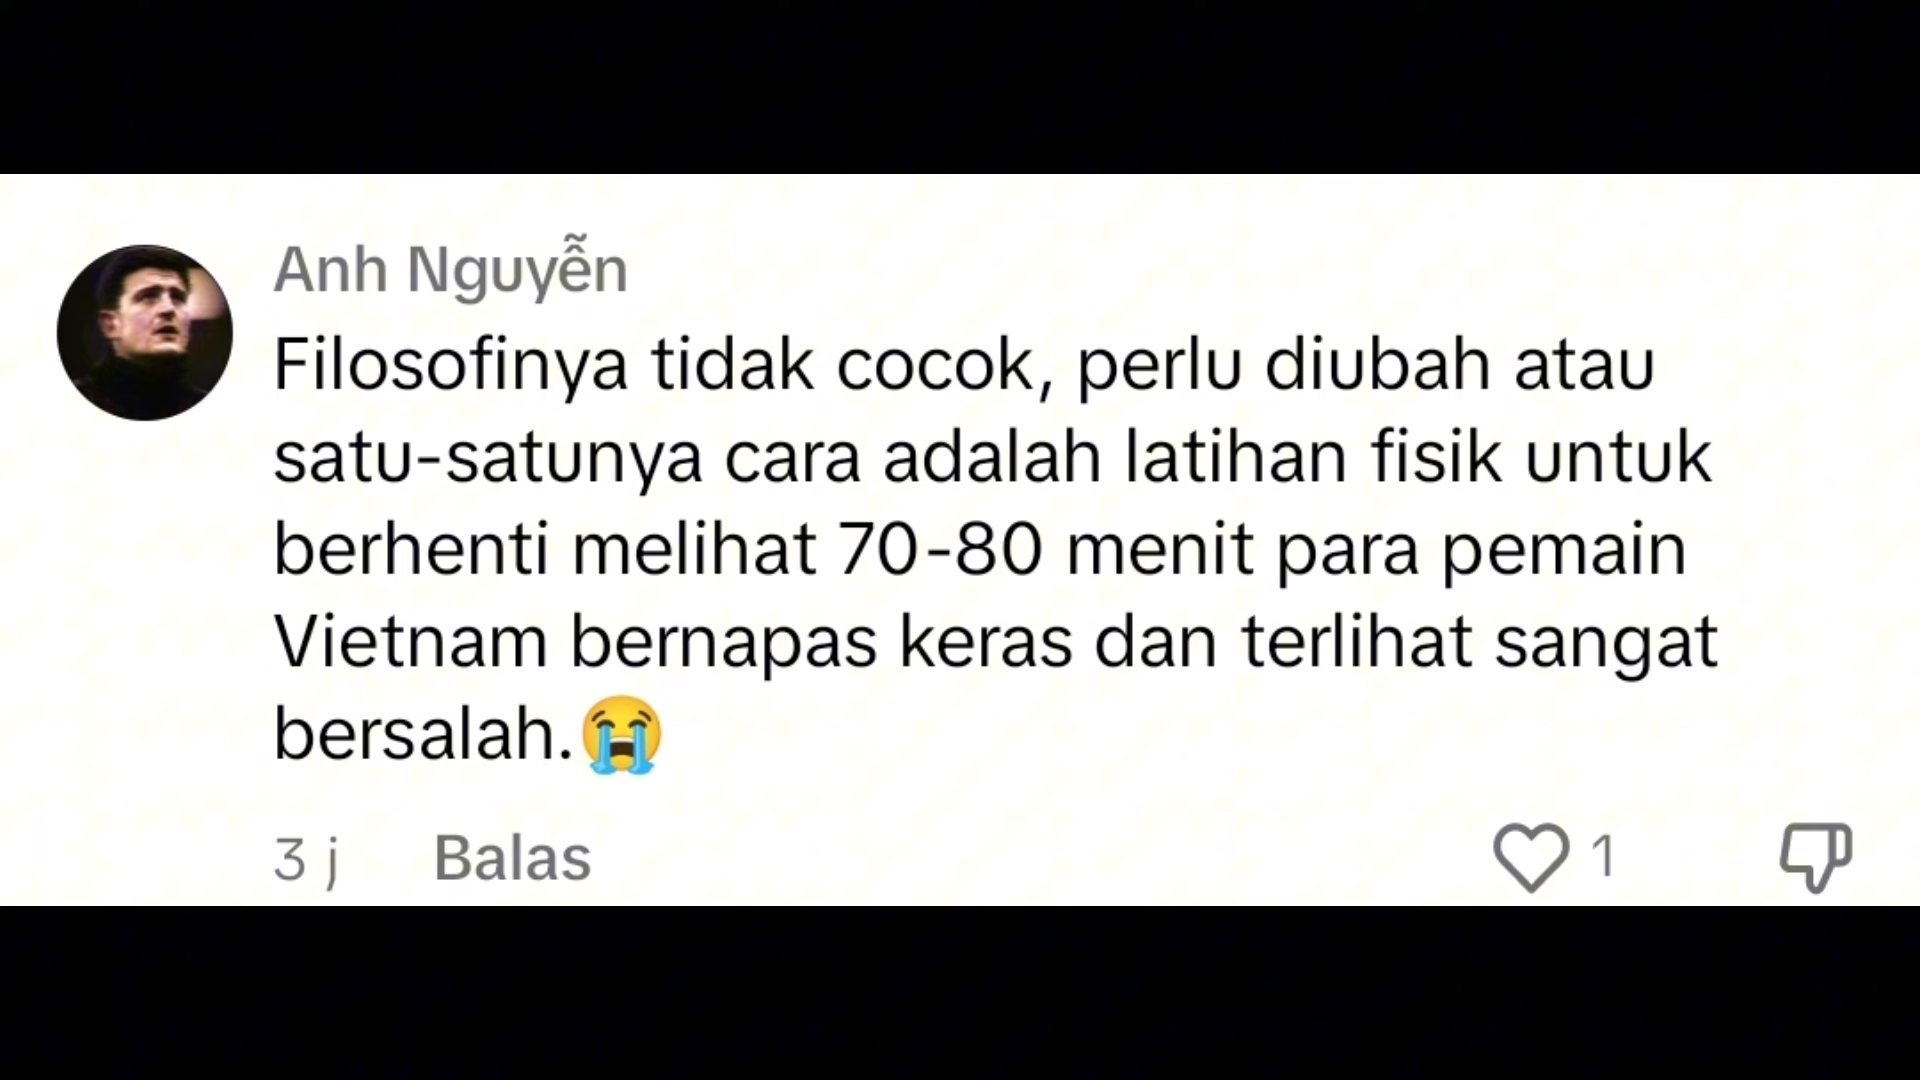 Anh Nguyễn
Filosofinya tidak cocok, perlu diubah atau
satu-satunya cara adalah latihan fisik untuk
berhenti melihat 70-80 menit para pemain
Vietnam bernapas keras dan terlihat sangat
bersalah.😭
3 j Balas 1